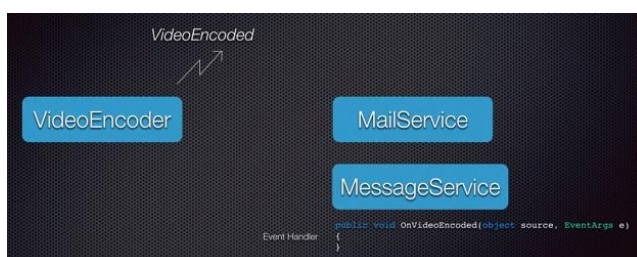 VideoEncoded
VideoEncoder
MailService
MessageService
public void OnVideoEncoded(object source, EventArgs e)
Event Handler {
}